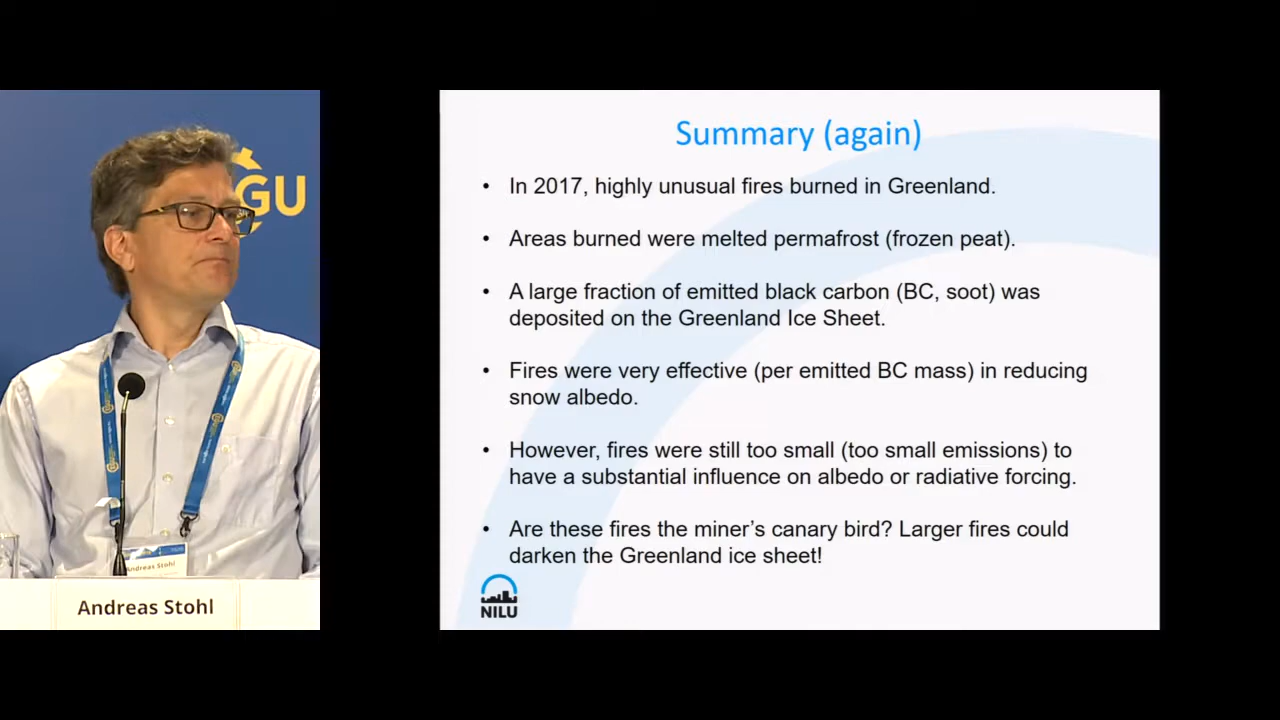 GU
Andreas Stohl
Andreas Stohl
Summary (again)
• In 2017, highly unusual fires burned in Greenland.
• Areas burned were melted permafrost (frozen peat).
• A large fraction of emitted black carbon (BC, soot) was
deposited on the Greenland Ice Sheet.
• Fires were very effective (per emitted BC mass) in reducing
snow albedo.
• However, fires were still too small (too small emissions) to
have a substantial influence on albedo or radiative forcing.
• Are these fires the miner’s canary bird? Larger fires could
darken the Greenland ice sheet!
NILU